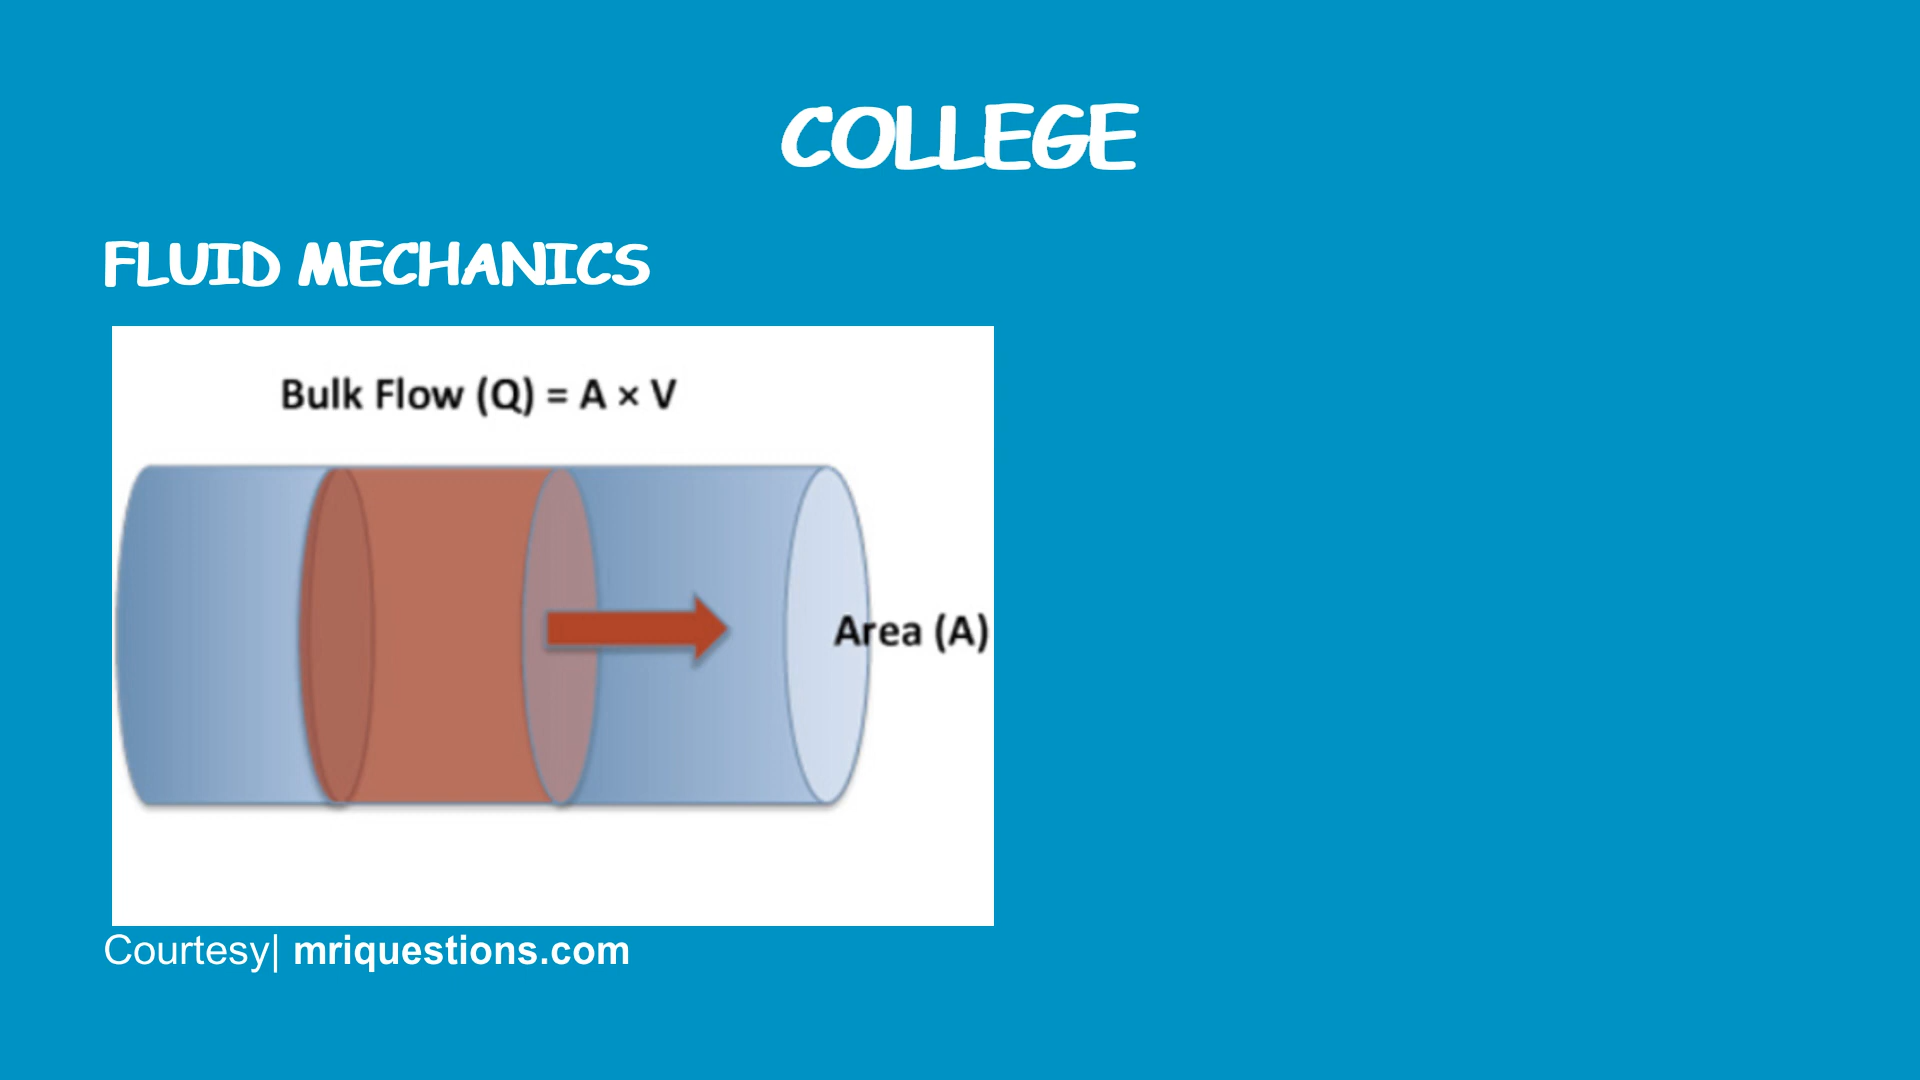 COLLEGE
FLUID MECHANICS
Bulk Flow (Q) = A × V
Area (A)
Courtesy| mriquestions.com